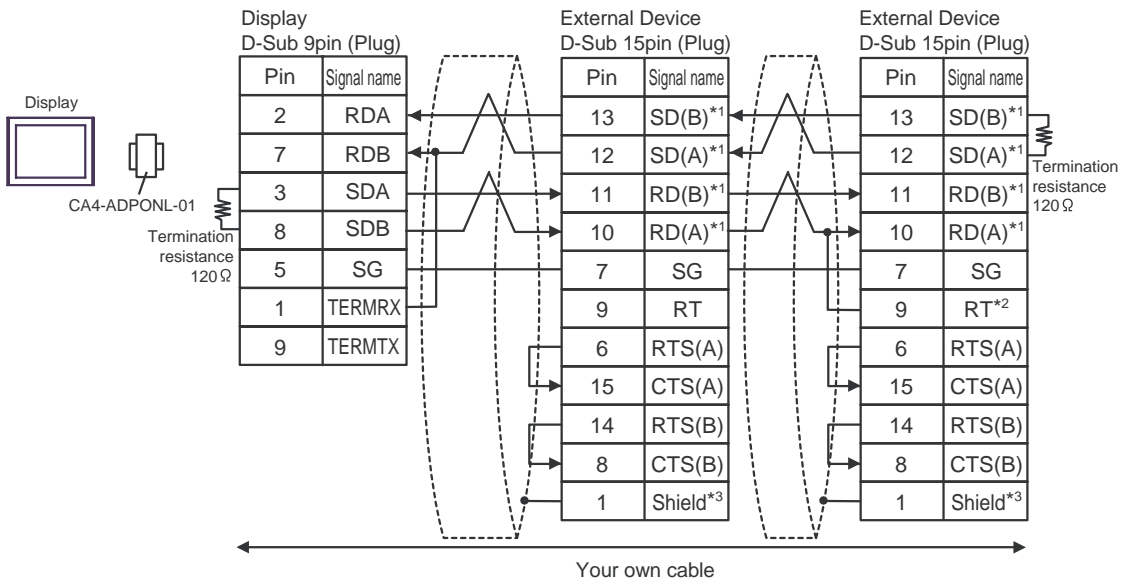 Display
D-Sub 9pin (Plug)
External Device
D-Sub 15pin (Plug)
External Device
D-Sub 15pin (Plug)
Display
CA4-ADPONL-01
Termination
resistance
120Ω
Pin Signal name
2 RDA
7 RDB
3 SDA
8 SDB
5 SG
1 TERMRX
9 TERMTX
Pin Signal name
13 SD(B)*1
12 SD(A)*1
11 RD(B)*1
10 RD(A)*1
7 SG
9 RT
6 RTS(A)
15 CTS(A)
14 RTS(B)
8 CTS(B)
1 Shield*3
Pin Signal name
13 SD(B)*1
12 SD(A)*1
11 RD(B)*1
10 RD(A)*1
7 SG
9 RT*2
6 RTS(A)
15 CTS(A)
14 RTS(B)
8 CTS(B)
1 Shield*3
Termination
resistance
120Ω
Your own cable